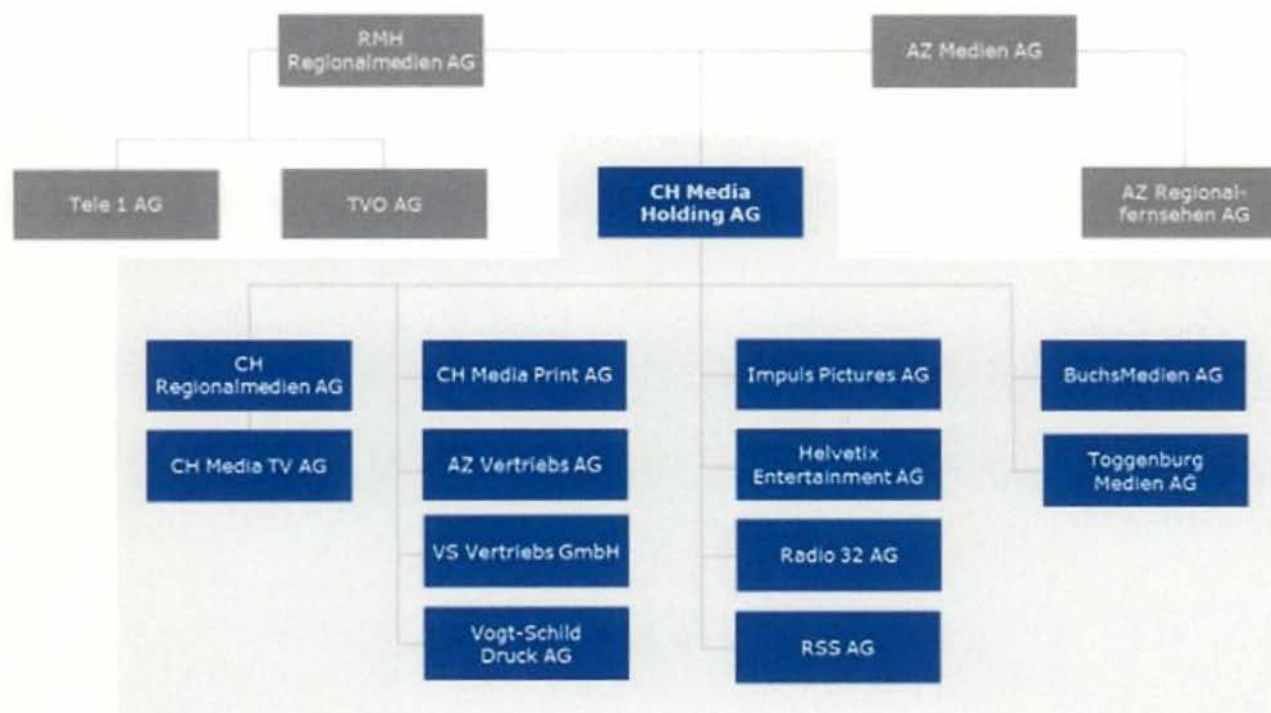 RMH
Regionalmedien AG
AZ Medien AG
Tele 1 AG
TVO AG
CH Media
Holding AG
AZ Regional-
fernsehen AG
CH
Regionalmedien AG
CH Media Print AG
Impuls Pictures AG
BuchsMedien AG
CH Media TV AG
AZ Vertriebs AG
Helvetix
Entertainment AG
Toggenburg
Medien AG
VS Vertriebs GmbH
Radio 32 AG
Vogt-Schild
Druck AG
RSS AG